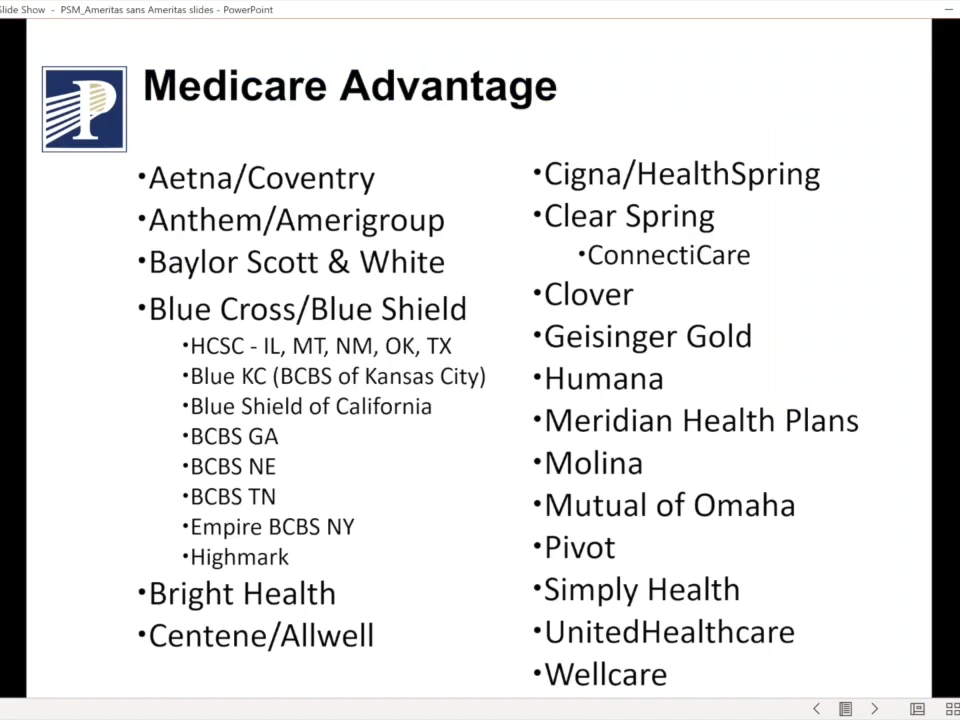 Slide Show - PSM_Ameritas sans Ameritas slides - PowerPoint
P
Medicare Advantage
•Aetna/Coventry
•Anthem/Amerigroup
•Baylor Scott & White
•Blue Cross/Blue Shield
•HCSC - IL, MT, NM, OK, TX
•Blue KC (BCBS of Kansas City)
•Blue Shield of California
•BCBS GA
•BCBS NE
•BCBS TN
•Empire BCBS NY
•Highmark
•Bright Health
•Centene/Allwell
•Cigna/HealthSpring
•Clear Spring
•ConnectiCare
•Clover
•Geisinger Gold
•Humana
•Meridian Health Plans
•Molina
•Mutual of Omaha
•Pivot
•Simply Health
•UnitedHealthcare
•Wellcare